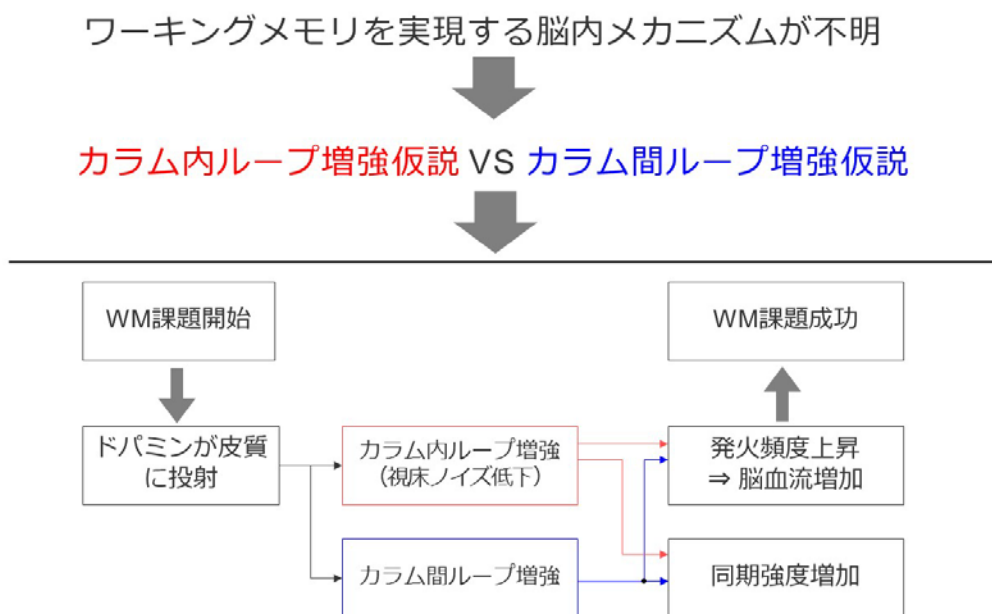 ワーキングメモリを実現する脳内メカニズムが不明
カラム内ループ増強仮説 VS カラム間ループ増強仮説
WM課題開始
WM課題成功
ドパミンが皮質
に投射
カラム内ループ増強
（視床ノイズ低下）
発火頻度上昇
⇒ 脳血流増加
カラム間ループ増強
同期強度増加